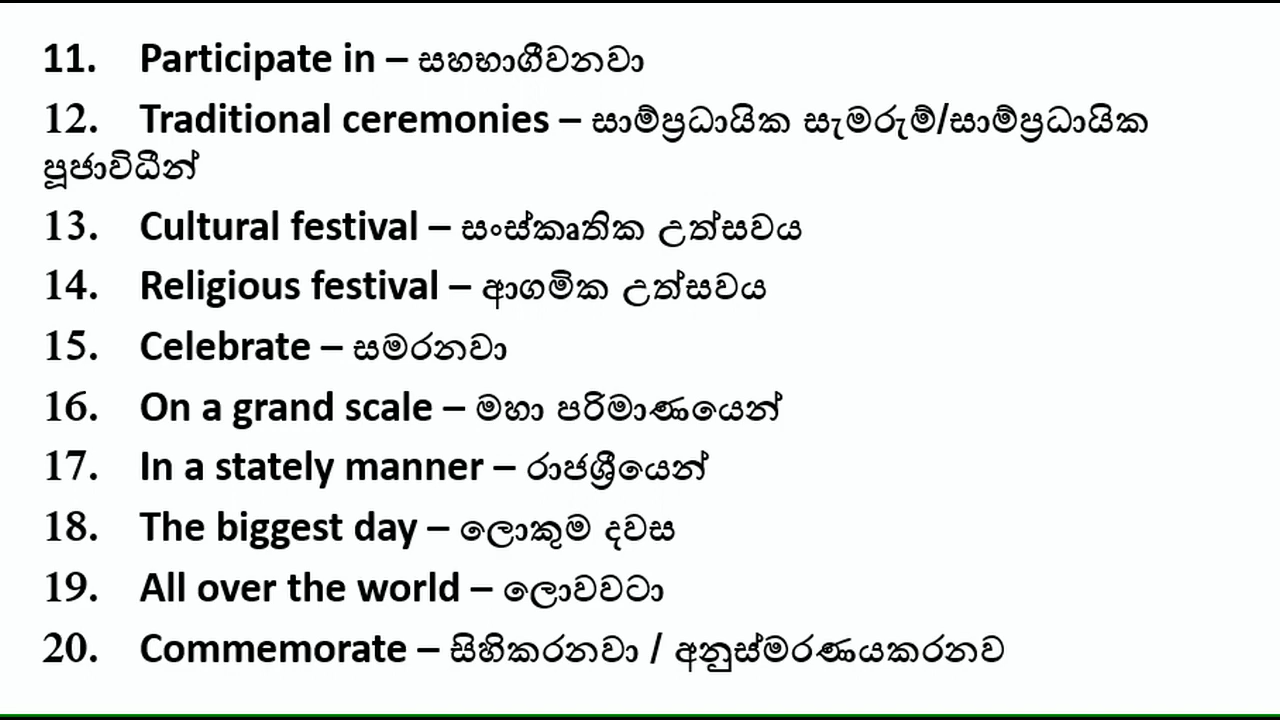 11. Participate in – සහභාගීවනවා
12. Traditional ceremonies – සාම්ප්‍රධායික සැමරුම්/සාම්ප්‍රධායික
පූජාවිධීන්
13. Cultural festival – සංස්කෘතික උත්සවය
14. Religious festival – ආගමික උත්සවය
15. Celebrate – සමරනවා
16. On a grand scale – මහා පරිමාණයෙන්
17. In a stately manner – රාජශ්‍රීයෙන්
18. The biggest day – ලොකුම දවස
19. All over the world – ලොවවටා
20. Commemorate – සිහිකරනවා / අනුස්මරණයකරනව